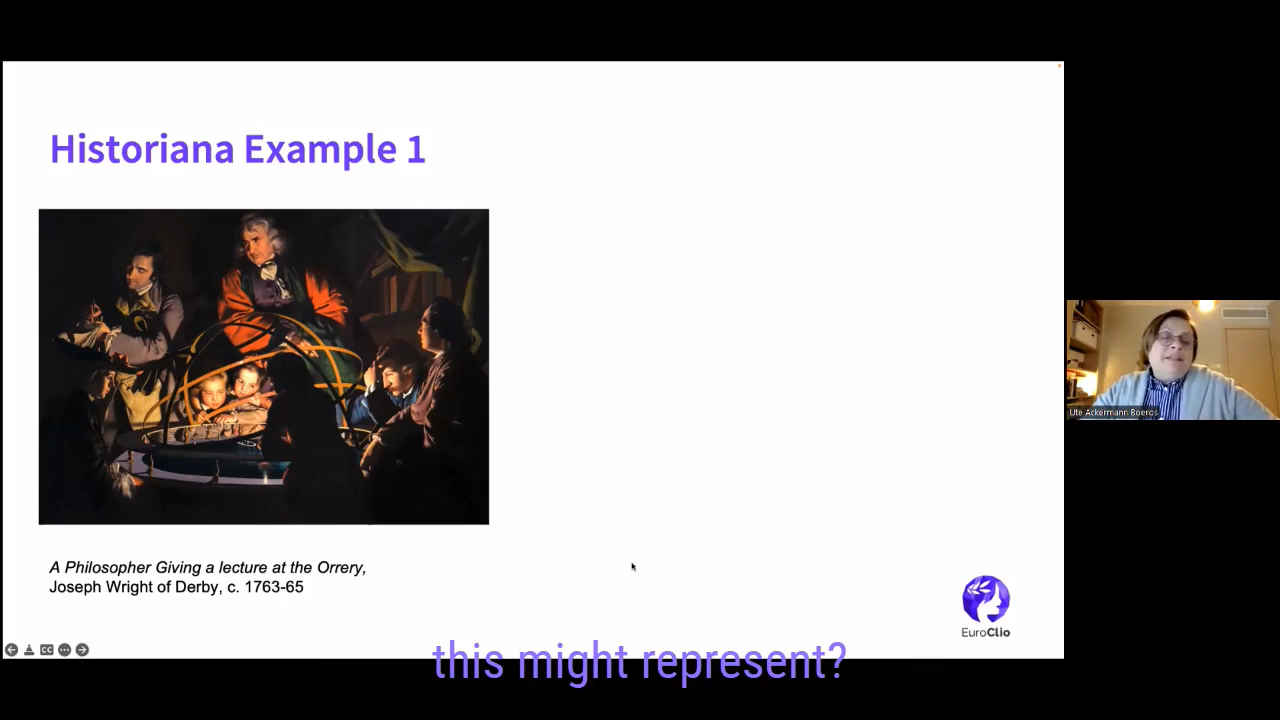 Historiana Example 1
A Philosopher Giving a lecture at the Orrery,
Joseph Wright of Derby, c. 1763-65
Ute Ackermann Boeros
EuroClio
CC
this might represent?